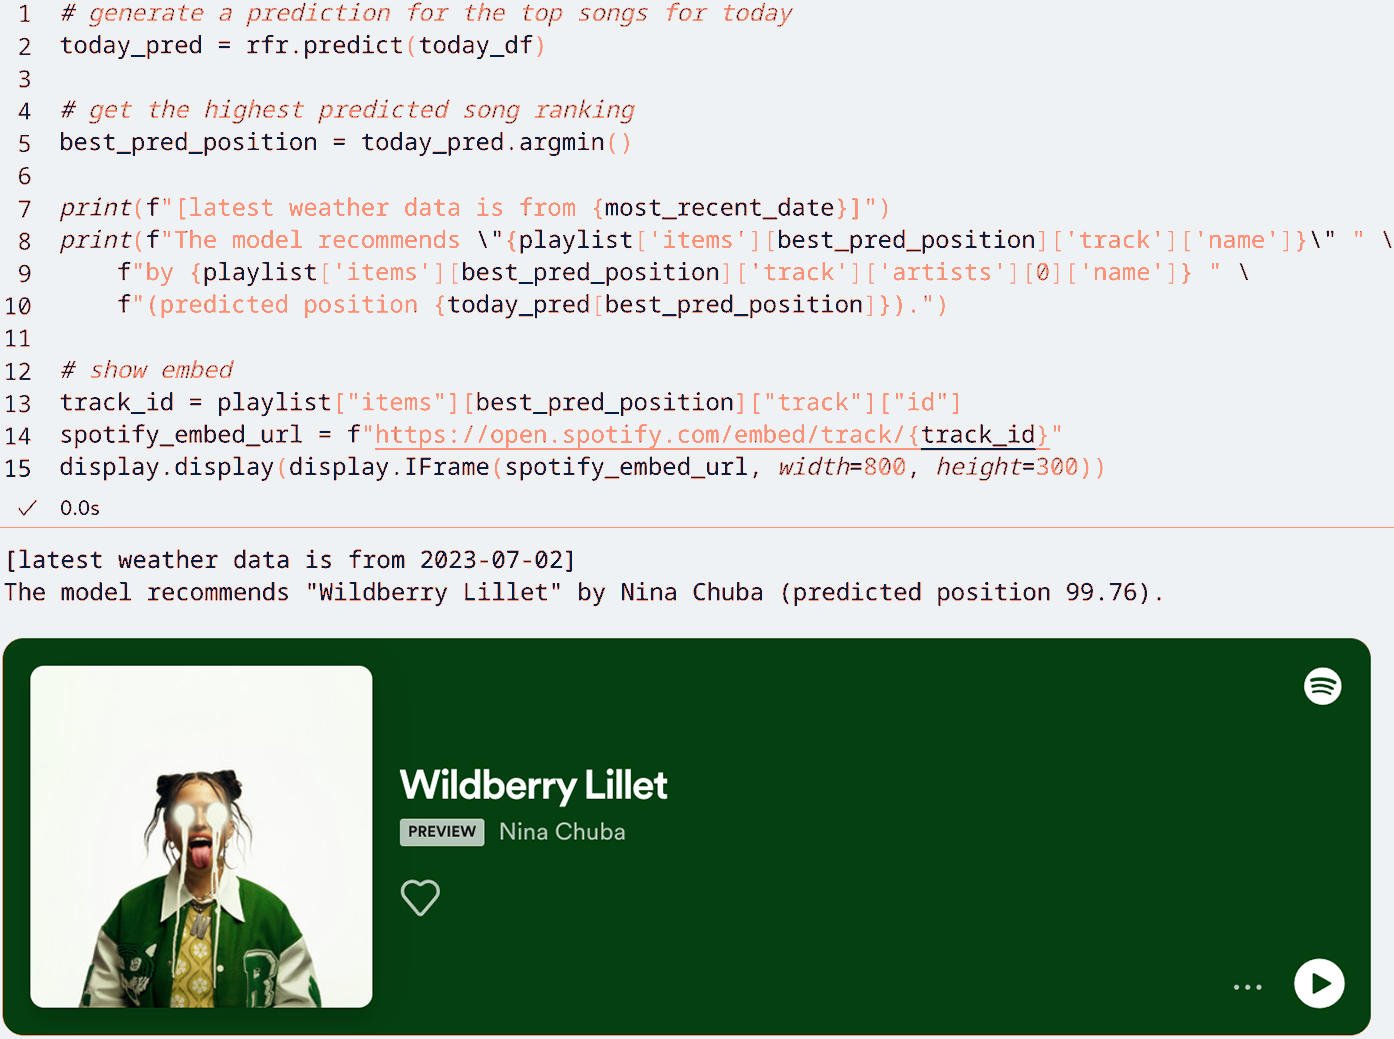 1 # generate a prediction for the top songs for today
2 today_pred = rfr.predict(today_df)
3
4 # get the highest predicted song ranking
5 best_pred_position = today_pred.argmin()
6
7 print(f"[latest weather data is from {most_recent_date}]")
8 print(f"The model recommends \"{playlist['items'][best_pred_position]['track']['name']}\" " \
9     f"by {playlist['items'][best_pred_position]['track']['artists'][0]['name']} " \
10     f"(predicted position {today_pred[best_pred_position]}).")
11
12 # show embed
13 track_id = playlist["items"][best_pred_position]["track"]["id"]
14 spotify_embed_url = f"https://open.spotify.com/embed/track/{track_id}"
15 display.display(display.IFrame(spotify_embed_url, width=800, height=300))
✓ 0.0s
[latest weather data is from 2023-07-02]
The model recommends "Wildberry Lillet" by Nina Chuba (predicted position 99.76).
Wildberry Lillet
PREVIEW Nina Chuba